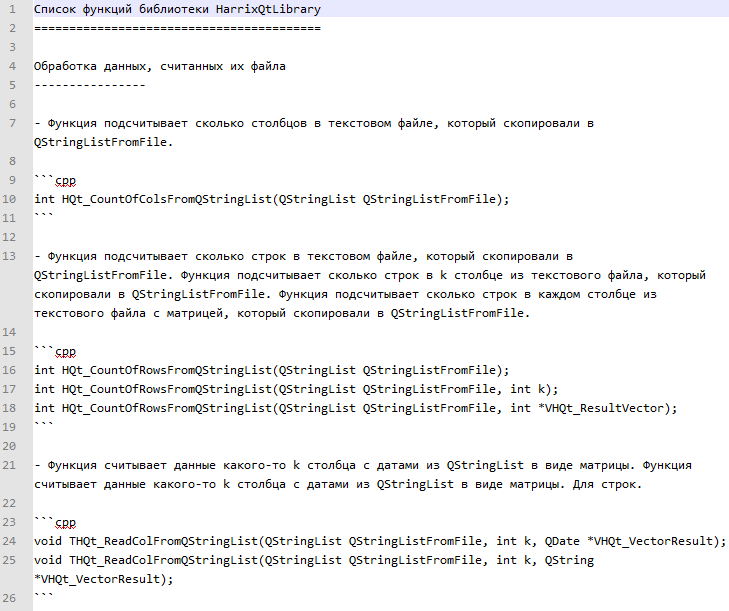 1 Список функций библиотеки HarrixQtLibrary
2 =========================================
3
4 Обработка данных, считанных их файла
5 ----------------
6
7 - Функция подсчитывает сколько столбцов в текстовом файле, который скопировали в
QStringListFromFile.
8
9 ```cpp
10 int HQt_CountOfColsFromQStringList(QStringList QStringListFromFile);
11 ```
12
13 - Функция подсчитывает сколько строк в текстовом файле, который скопировали в
QStringListFromFile. Функция подсчитывает сколько строк в k столбце из текстового файла, который
скопировали в QStringListFromFile. Функция подсчитывает сколько строк в каждом столбце из
текстового файла с матрицей, который скопировали в QStringListFromFile.
14
15 ```cpp
16 int HQt_CountOfRowsFromQStringList(QStringList QStringListFromFile);
17 int HQt_CountOfRowsFromQStringList(QStringList QStringListFromFile, int k);
18 int HQt_CountOfRowsFromQStringList(QStringList QStringListFromFile, int *VHQt_ResultVector);
19 ```
20
21 - Функция считывает данные какого-то k столбца с датами из QStringList в виде матрицы. Функция
считывает данные какого-то k столбца с датами из QStringList в виде матрицы. Для строк.
22
23 ```cpp
24 void THQt_ReadColFromQStringList(QStringList QStringListFromFile, int k, QDate *VHQt_VectorResult);
25 void THQt_ReadColFromQStringList(QStringList QStringListFromFile, int k, QString
*VHQt_VectorResult);
26 ```